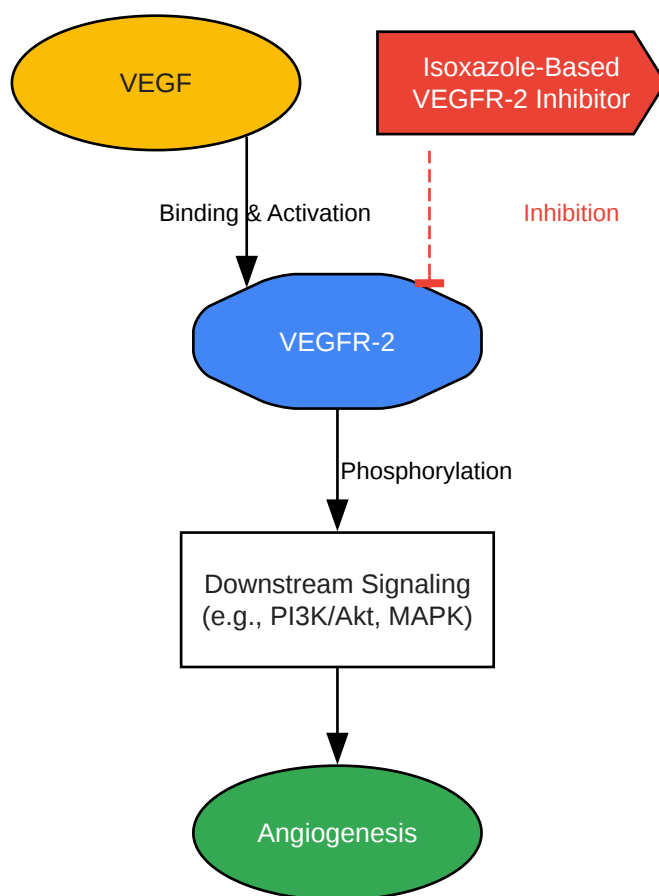 VEGF
Isoxazole-Based
VEGFR-2 Inhibitor
Binding & Activation
Inhibition
VEGFR-2
Phosphorylation
Downstream Signaling
(e.g., PI3K/Akt, MAPK)
Angiogenesis